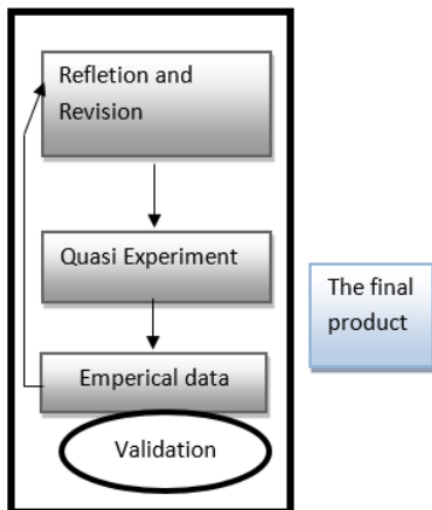 Refletion and
Revision
Quasi Experiment
Emperical data
Validation
The final
product